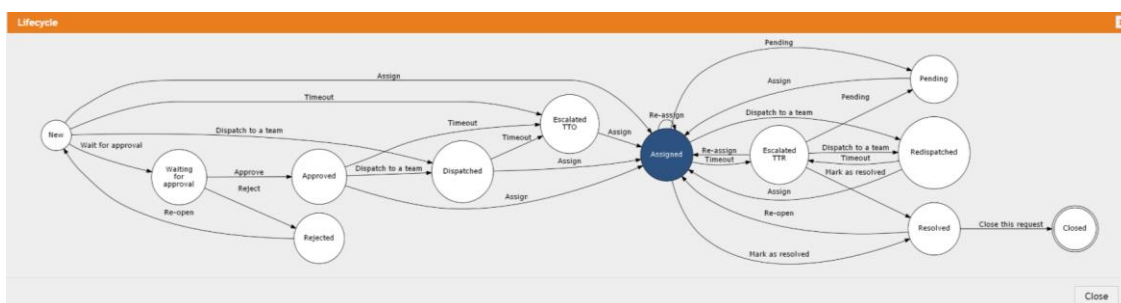 Lifecycle
Pending
Assign
Pending
Assign
Re-assign
Pending
Timeout
Escalated
TTO
Timeout
Dispatch to a team
New
Dispatch to a team
Timeout
Assign
Wait for approval
Assigned
Re-assign
Timeout
Escalated
TTR
Dispatch to a team
Timeout
Redispatched
Mark as resolved
Waiting
for
approval
Approve
Approved
Dispatch to a team
Dispatched
Assign
Reject
Assign
Assign
Re-open
Re-open
Rejected
Resolved
Close this request
Closed
Mark as resolved
Close